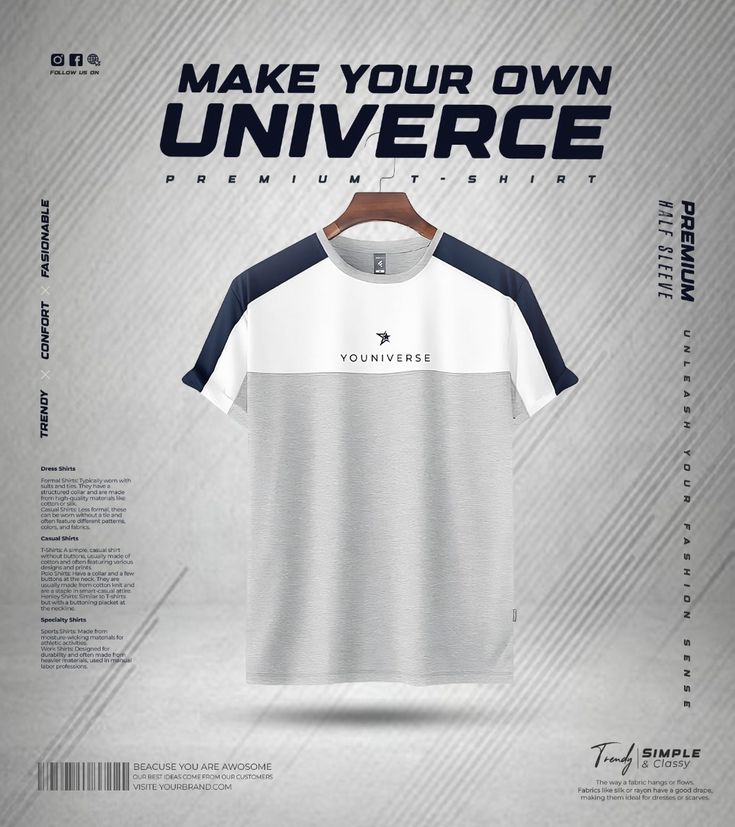 FOLLOW US ON
MAKE YOUR OWN
UNIVERCE
PREMIUM T-SHIRT
TRENDY × CONFORT × FASIONABLE
PREMIUM
HALF SLEEVE
UNLEASH YOUR FASHION SENSE
YOUNIVERSE
Dress Shirts
Formal Shirts: Typically worn with
suits and ties. They have a
structured collar and are made
from high-quality materials like
cotton or silk.
Casual Shirts: Less formal, these
can be worn without a tie and
often feature different patterns,
colors, and fabrics.
Casual Shirts
T-Shirts: A simple, casual shirt
without buttons, usually made of
cotton and often featuring various
designs and prints.
Polo Shirts: Have a collar and a few
buttons at the neck. They are
usually made from cotton knit and
are a staple in smart-casual attire.
Henley Shirts: Similar to T-shirts
but with a buttoning placket at
the neckline.
Specialty Shirts
Sports Shirts: Made from
moisture-wicking materials for
athletic activities.
Work Shirts: Designed for
durability and often made from
heavier materials, used in manual
labor professions.
BEACUSE YOU ARE AWOSOME
OUR BEST IDEAS COME FROM OUR CUSTOMERS
VISITE YOURBRAND.COM
Trendy SIMPLE
& Classy
The way a fabric hangs or flows.
Fabrics like silk or rayon have a good drape,
making them ideal for dresses or scarves.